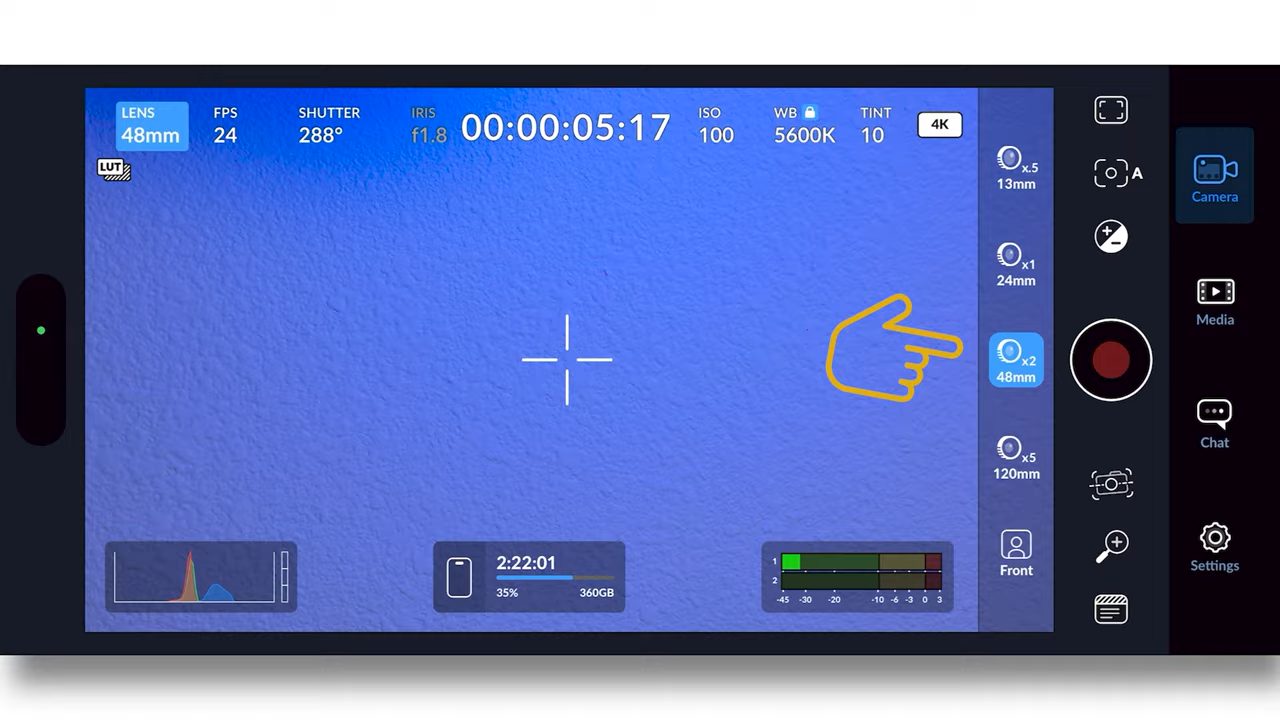 LENS
48mm
FPS
24
SHUTTER
288°
IRIS
f1.8
00:00:05:17
ISO
100
WB
5600K
TINT
10
4K
LUT
x.5
13mm
x1
24mm
x2
48mm
x5
120mm
Front
A
Camera
Media
Chat
Settings
2:22:01
35% 360GB
1
2
-45 -30 -20 -10 -6 -3 0 3